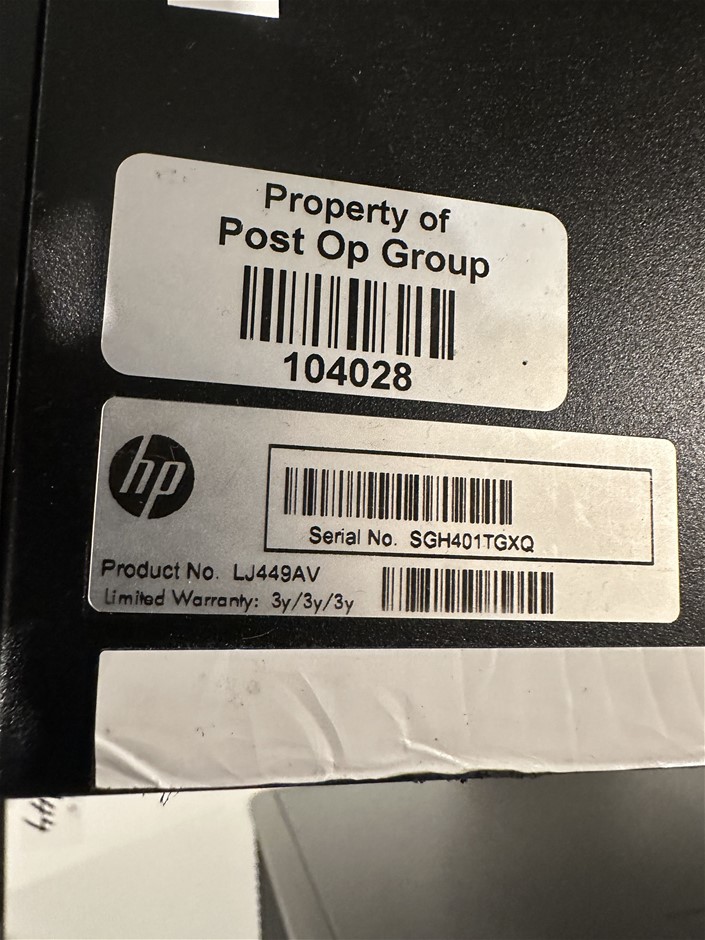 Property of
Post Op Group
104028
hp
Serial No. SGH401TGXQ
Product No. LJ449AV
Limited Warranty: 3y/3y/3y